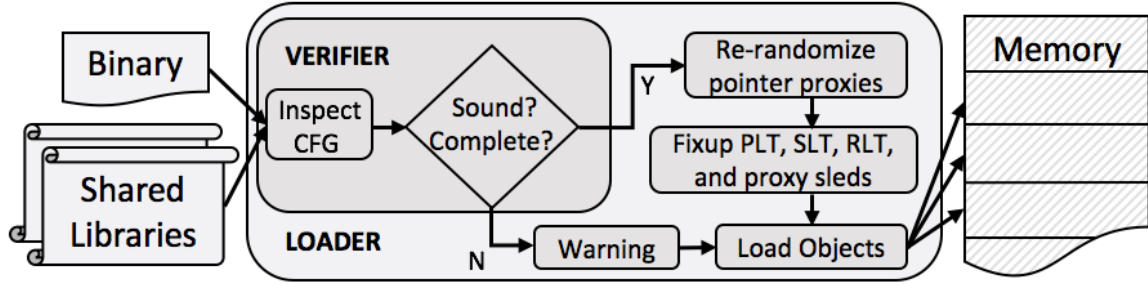 Binary
Shared
Libraries
VERIFIER
Inspect
CFG
Sound?
Complete?
Y
N
LOADER
Warning
Re-randomize
pointer proxies
Fixup PLT, SLT, RLT,
and proxy sleds
Load Objects
Memory